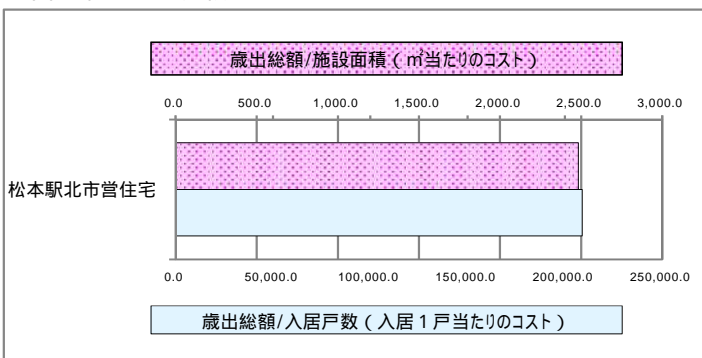 歳出総額/施設面積（㎡当たりのコスト）
0.0 500.0 1,000.0 1,500.0 2,000.0 2,500.0 3,000.0
松本駅北市営住宅
0.0 50,000.0 100,000.0 150,000.0 200,000.0 250,000.0
歳出総額/入居戸数（入居１戸当たりのコスト）